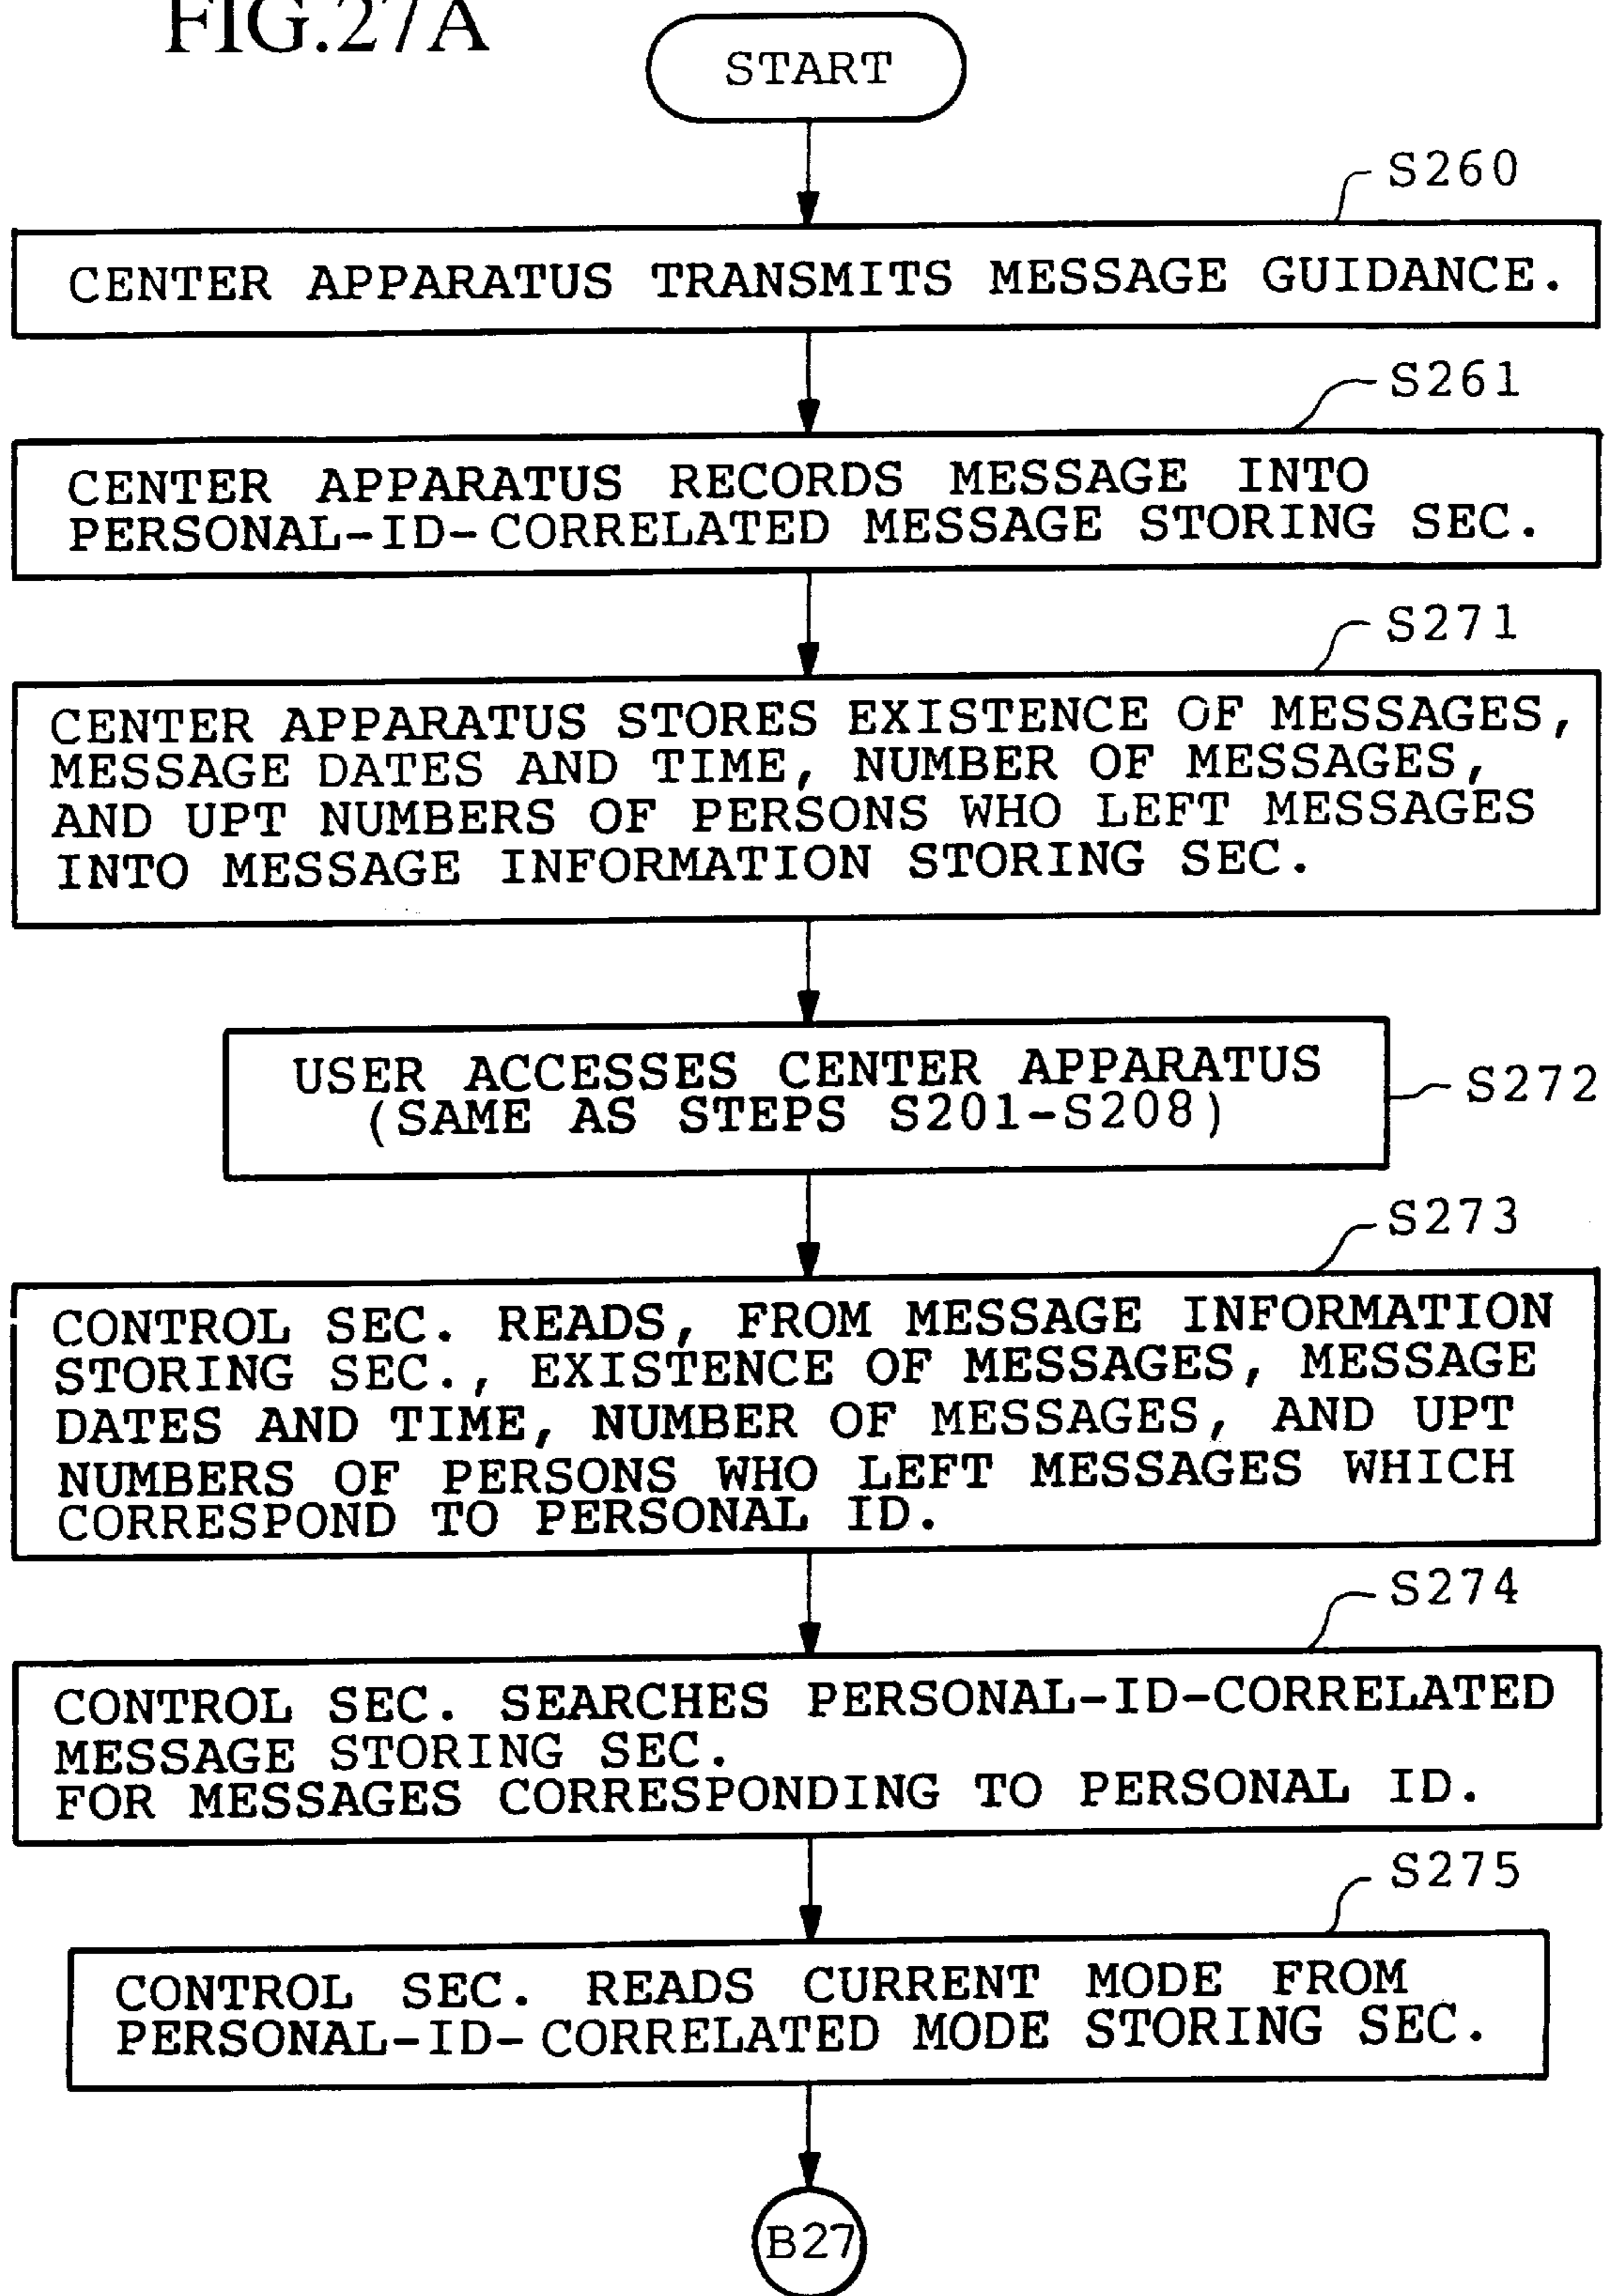 FIG.27A
START
S260
CENTER APPARATUS TRANSMITS MESSAGE GUIDANCE.
S261
CENTER APPARATUS RECORDS MESSAGE INTO
PERSONAL-ID-CORRELATED MESSAGE STORING SEC.
S271
CENTER APPARATUS STORES EXISTENCE OF MESSAGES,
MESSAGE DATES AND TIME, NUMBER OF MESSAGES,
AND UPT NUMBERS OF PERSONS WHO LEFT MESSAGES
INTO MESSAGE INFORMATION STORING SEC.
USER ACCESSES CENTER APPARATUS
(SAME AS STEPS S201-S208)
S272
S273
CONTROL SEC. READS, FROM MESSAGE INFORMATION
STORING SEC., EXISTENCE OF MESSAGES, MESSAGE
DATES AND TIME, NUMBER OF MESSAGES, AND UPT
NUMBERS OF PERSONS WHO LEFT MESSAGES WHICH
CORRESPOND TO PERSONAL ID.
S274
CONTROL SEC. SEARCHES PERSONAL-ID-CORRELATED
MESSAGE STORING SEC.
FOR MESSAGES CORRESPONDING TO PERSONAL ID.
S275
CONTROL SEC. READS CURRENT MODE FROM
PERSONAL-ID-CORRELATED MODE STORING SEC.
B27